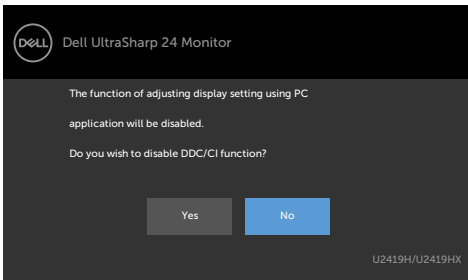 DELL Dell UltraSharp 24 Monitor
The function of adjusting display setting using PC
application will be disabled.
Do you wish to disable DDC/CI function?
Yes No
U2419H/U2419HX